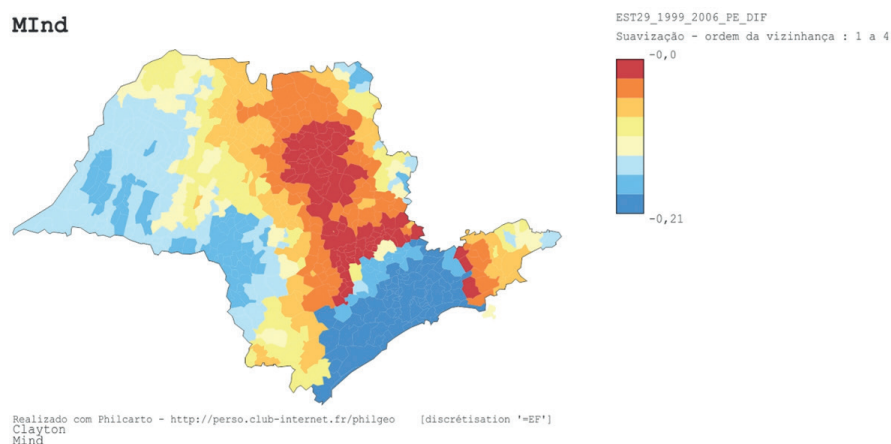 MInd
EST29_1999_2006_PE_DIF
Suavização - ordem da vizinhança : 1 a 4
-0,0
-0,21
Realizado com Philcarto - http://perso.club-internet.fr/philgeo [discrétisation '=EF']
Clayton
Mind